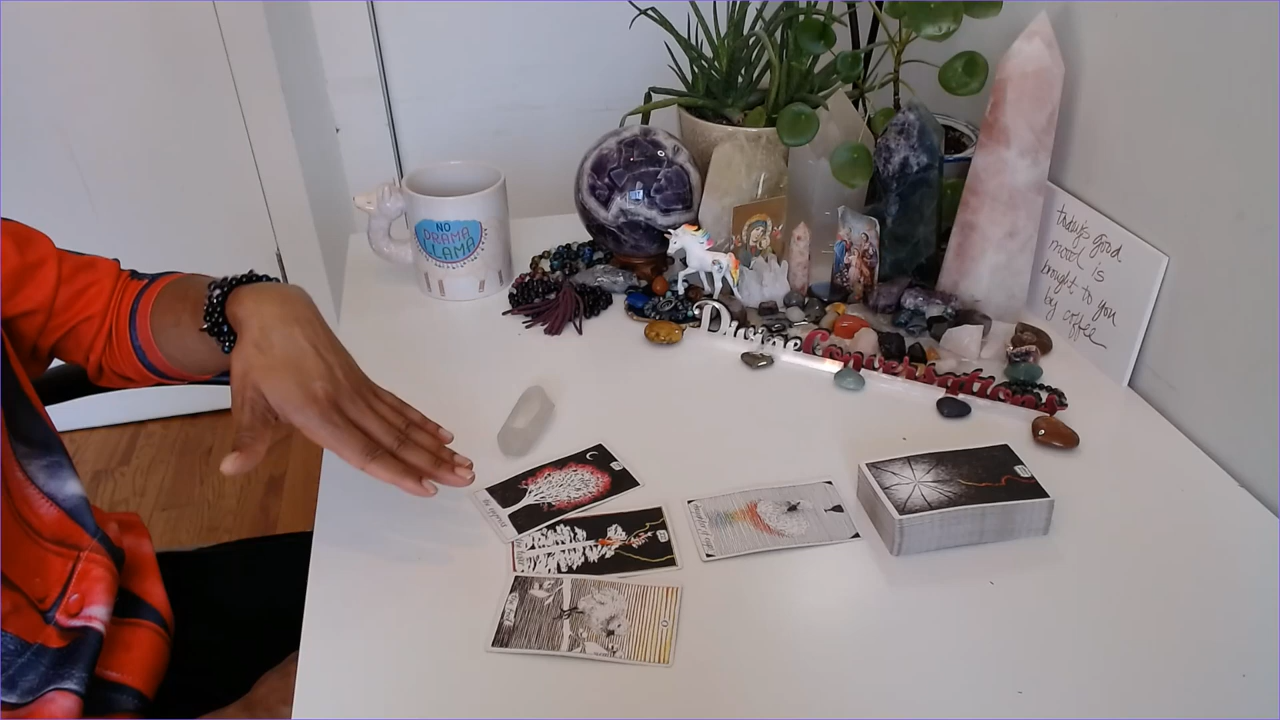 NO
DRAMA
LLAMA
Divine Conversations
today's good
mood is
brought to you
by coffee